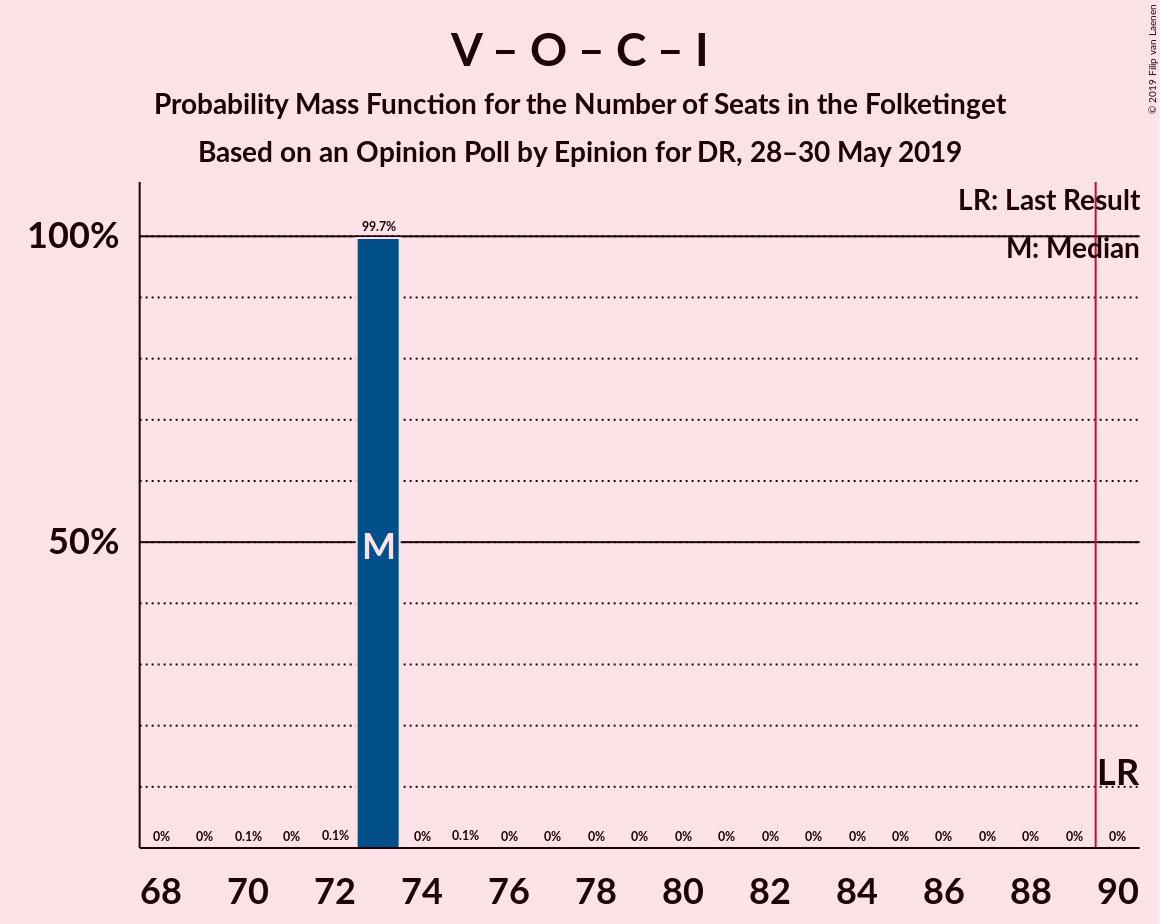 V – O – C – I
Probability Mass Function for the Number of Seats in the Folketinget
Based on an Opinion Poll by Epinion for DR, 28–30 May 2019
© 2019 Filip van Laenen
LR: Last Result
M: Median
100%
50%
99.7%
M
LR
0% 0% 0.1% 0% 0.1% 0% 0.1% 0% 0% 0% 0% 0% 0% 0% 0% 0% 0% 0% 0% 0% 0% 0%
68 70 72 74 76 78 80 82 84 86 88 90